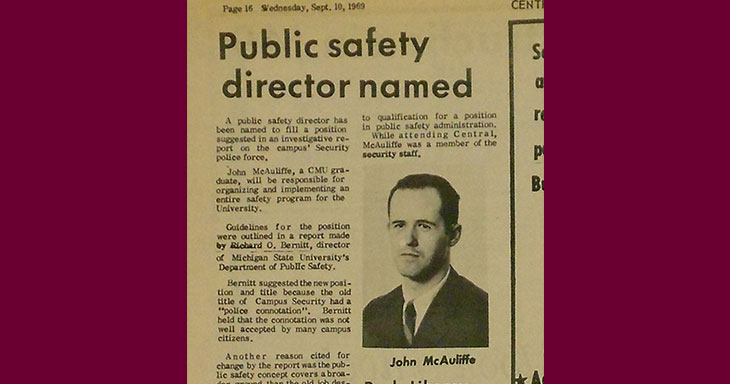 Page 16 Wednesday, Sept. 10, 1969
CENT
Public safety
director named
A public safety director has
been named to fill a position
suggested in an investigative re-
port on the campus' Security
police force.
John McAuliffe, a CMU gra-
duate, will be responsible for
organizing and implementing an
entire safety program for the
University.
Guidelines for the position
were outlined in a report made
by Richard O. Bernitt, director
of Michigan State University's
Department of Public Safety.
Bernitt suggested the new posi-
tion and title because the old
title of Campus Security had a
"police connotation". Bernitt
held that the connotation was not
well accepted by many campus
citizens.
Another reason cited for
change by the report was the pub-
lic safety concept covers a broa-
to qualification for a position
in public safety administration.
While attending Central,
McAuliffe was a member of the
security staff.
John McAuliffe
S
a
re
p
Bu